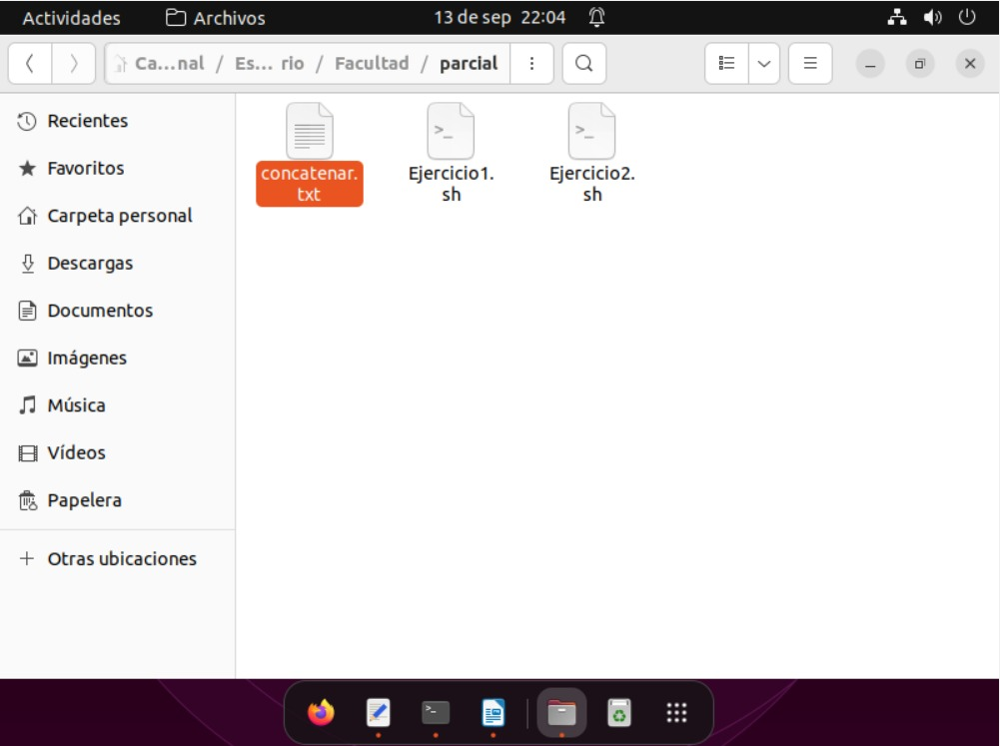 Actividades Archivos 13 de sep 22:04
Ca...nal / Es... rio / Facultad / parcial
Recientes
Favoritos
Carpeta personal
Descargas
Documentos
Imágenes
Música
Vídeos
Papelera
+ Otras ubicaciones
concatenar.
txt
Ejercicio1.
sh
Ejercicio2.
sh